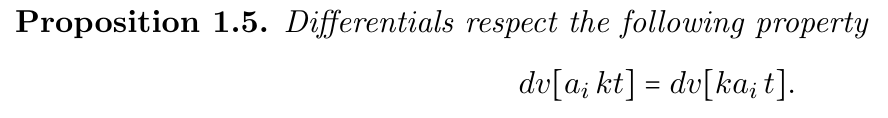 Proposition 1.5. Differentials respect the following property
dv[a_i kt] = dv[ka_i t].